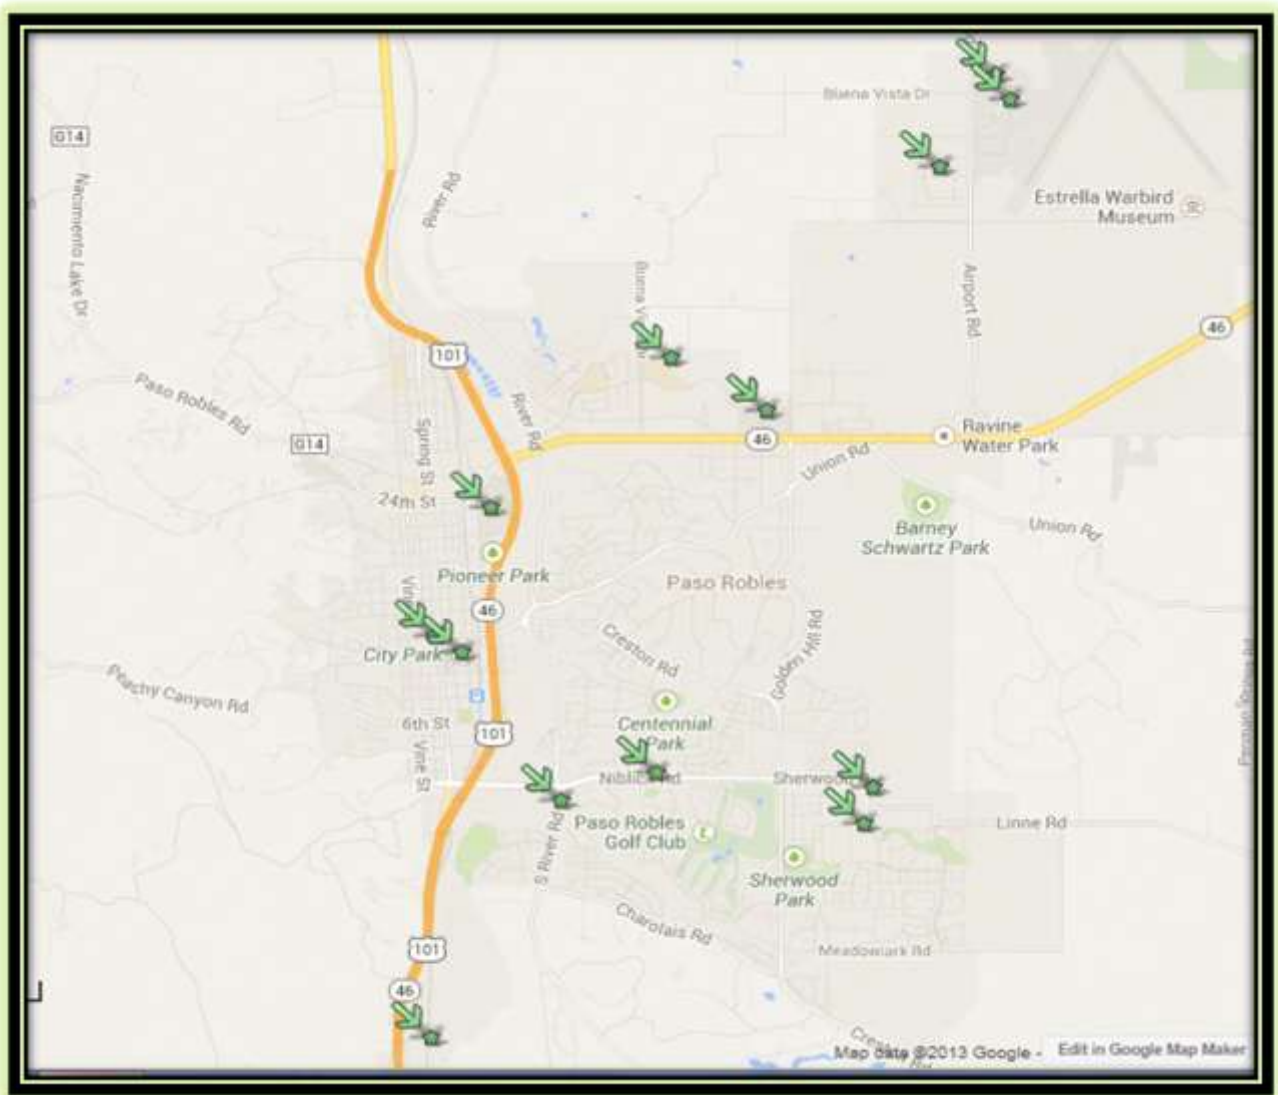 Buena Vista Dr
G14
River Rd
Nacimiento Lake Dr
Estrella Warbird
Museum
Airport Rd
46
101
Paso Robles Rd
River Rd
Spring St
G14
46
Ravine
Water Park
Union Rd
24th St
Barney
Schwartz Park
Union Rd
Pioneer Park
Paso Robles
46
Creston Rd
Golden Hill Rd
City Park
Peachy Canyon Rd
6th St
101
Centennial
Park
Vine St
Niblick Rd
Sherwood
Paso Robles
Golf Club
S River Rd
Linne Rd
Sherwood
Park
Charolais Rd
Meadowlark Rd
101
46
Map data ©2013 Google -
Edit in Google Map Maker